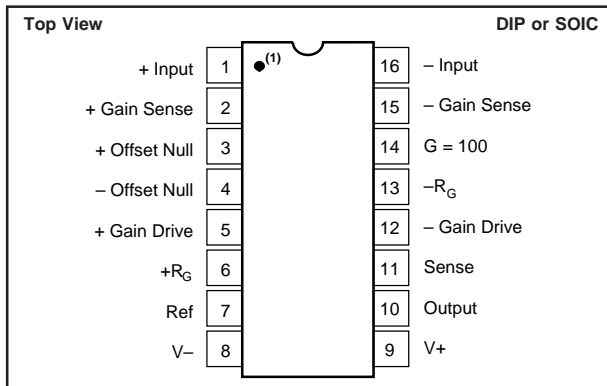 Top View DIP or SOIC
+ Input 1 (1) 16 – Input
+ Gain Sense 2 15 – Gain Sense
+ Offset Null 3 14 G = 100
– Offset Null 4 13 –RG
+ Gain Drive 5 12 – Gain Drive
+RG 6 11 Sense
Ref 7 10 Output
V– 8 9 V+